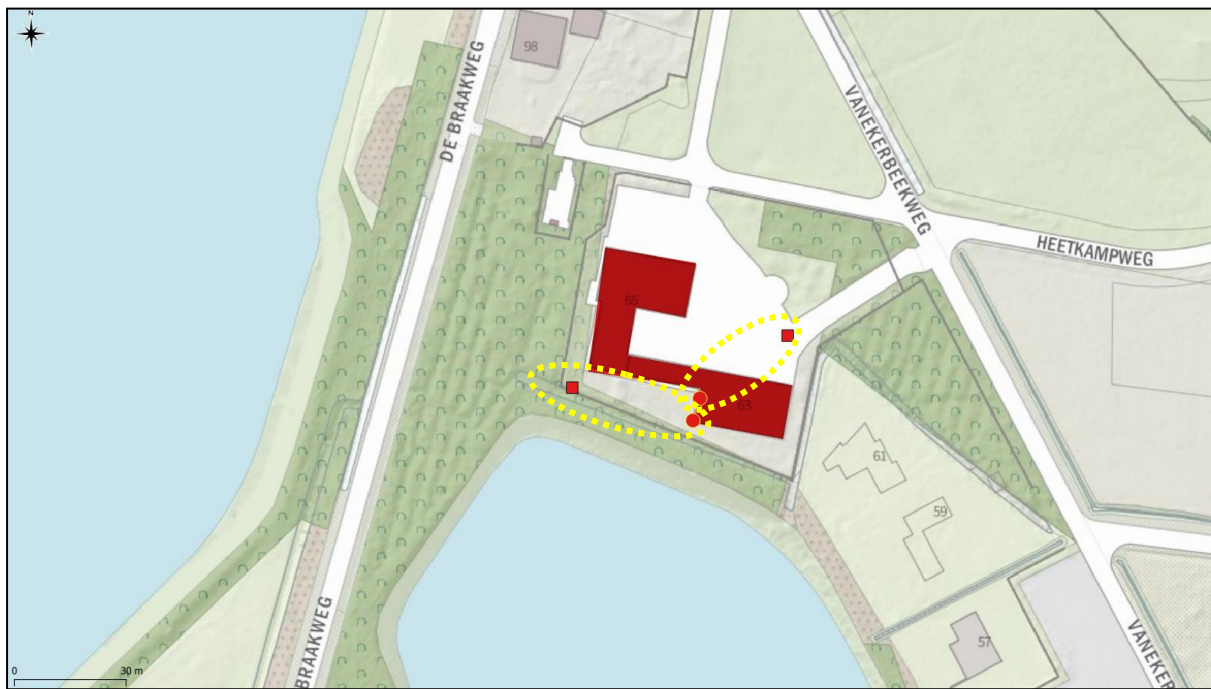 N
98
DE BRAAKWEG
VANEKERBEEKWEG
HEETKAMPWEG
65
63
61
59
57
BRAAKWEG
VANEKER
0 30 m